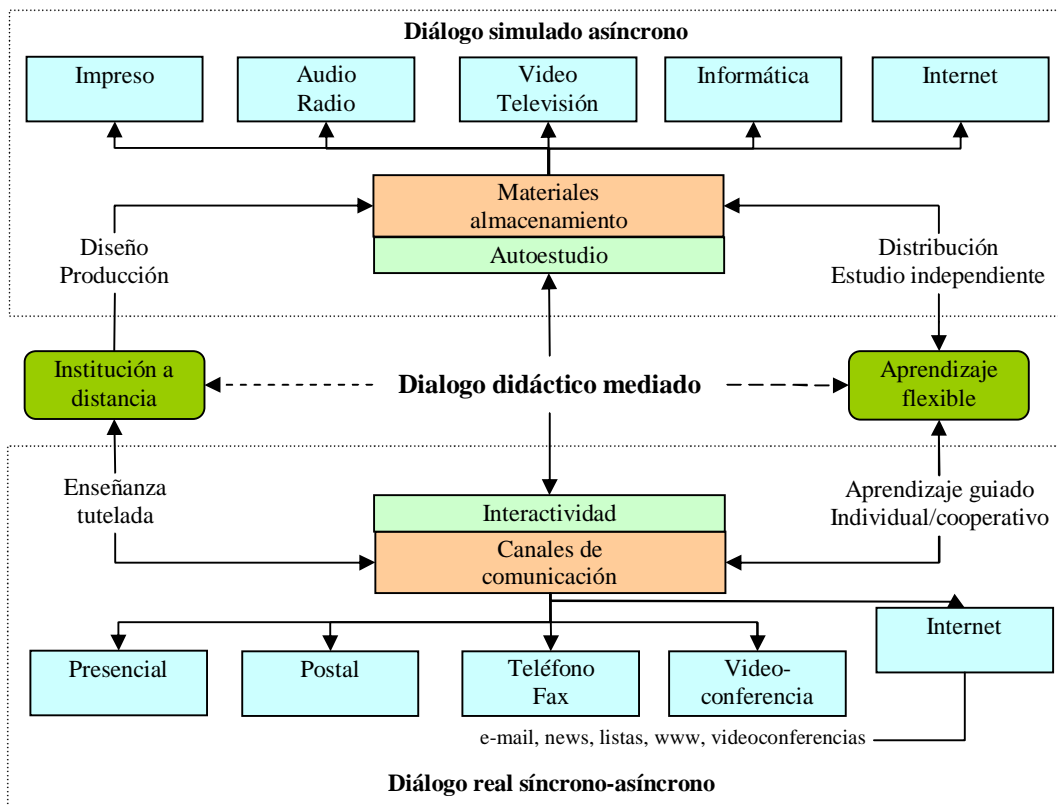 Diálogo simulado asíncrono
Impreso
Audio
Radio
Video
Televisión
Informática
Internet
Materiales
almacenamiento
Autoestudio
Diseño
Producción
Distribución
Estudio independiente
Institución a
distancia
Dialogo didáctico mediado
Aprendizaje
flexible
Enseñanza
tutelada
Interactividad
Canales de
comunicación
Aprendizaje guiado
Individual/cooperativo
Presencial
Postal
Teléfono
Fax
Video-
conferencia
Internet
e-mail, news, listas, www, videoconferencias
Diálogo real síncrono-asíncrono